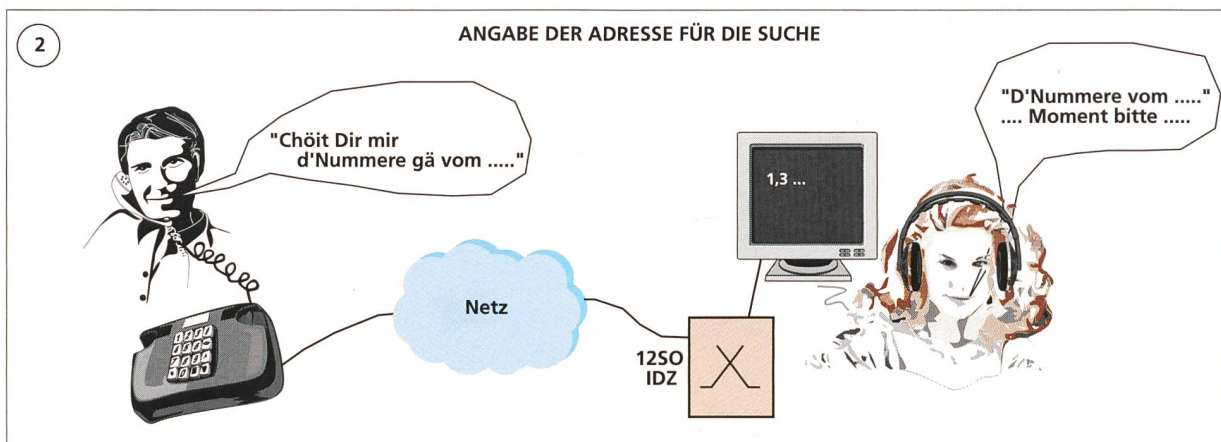 2
ANGABE DER ADRESSE FÜR DIE SUCHE
"Chöit Dir mir
d'Nummere gä vom ....."
"D'Nummere vom ....."
.... Moment bitte .....
1,3 ...
Netz
12SO
IDZ